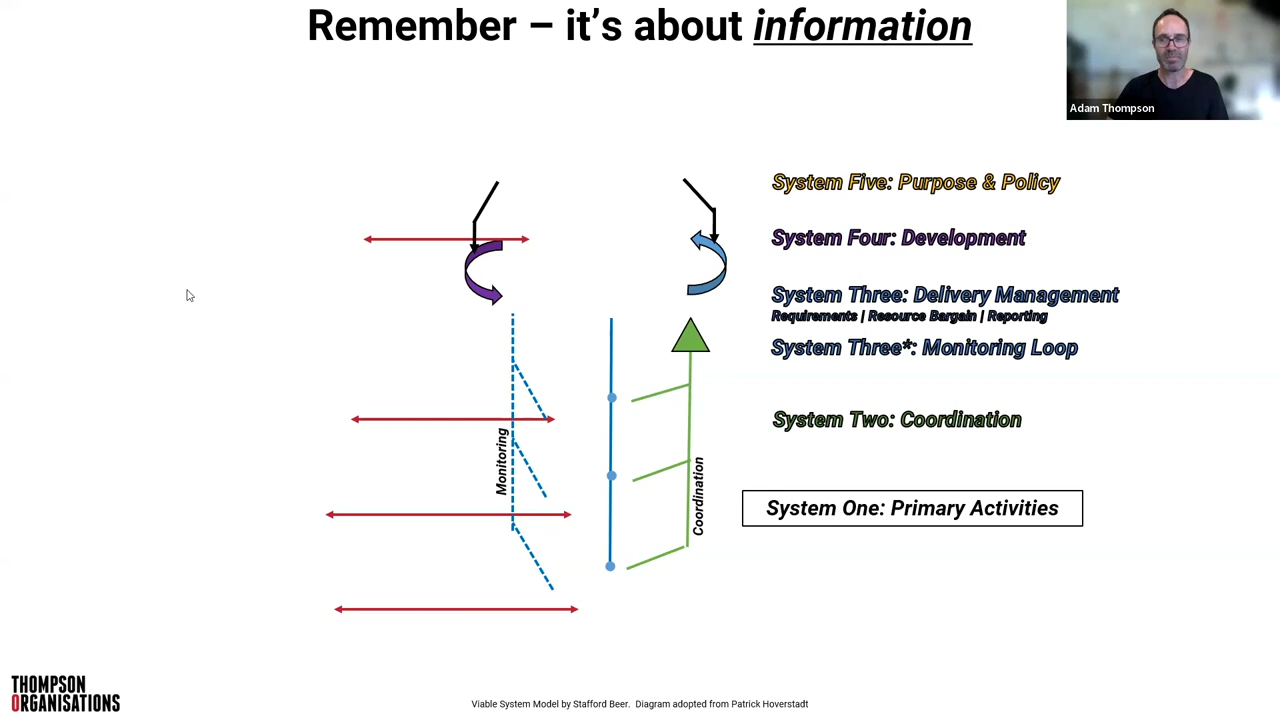 Remember – it's about information
Adam Thompson
System Five: Purpose & Policy
System Four: Development
System Three: Delivery Management
Requirements | Resource Bargain | Reporting
System Three*: Monitoring Loop
System Two: Coordination
Monitoring
Coordination
System One: Primary Activities
THOMPSON
ORGANISATIONS
Viable System Model by Stafford Beer. Diagram adopted from Patrick Hoverstadt